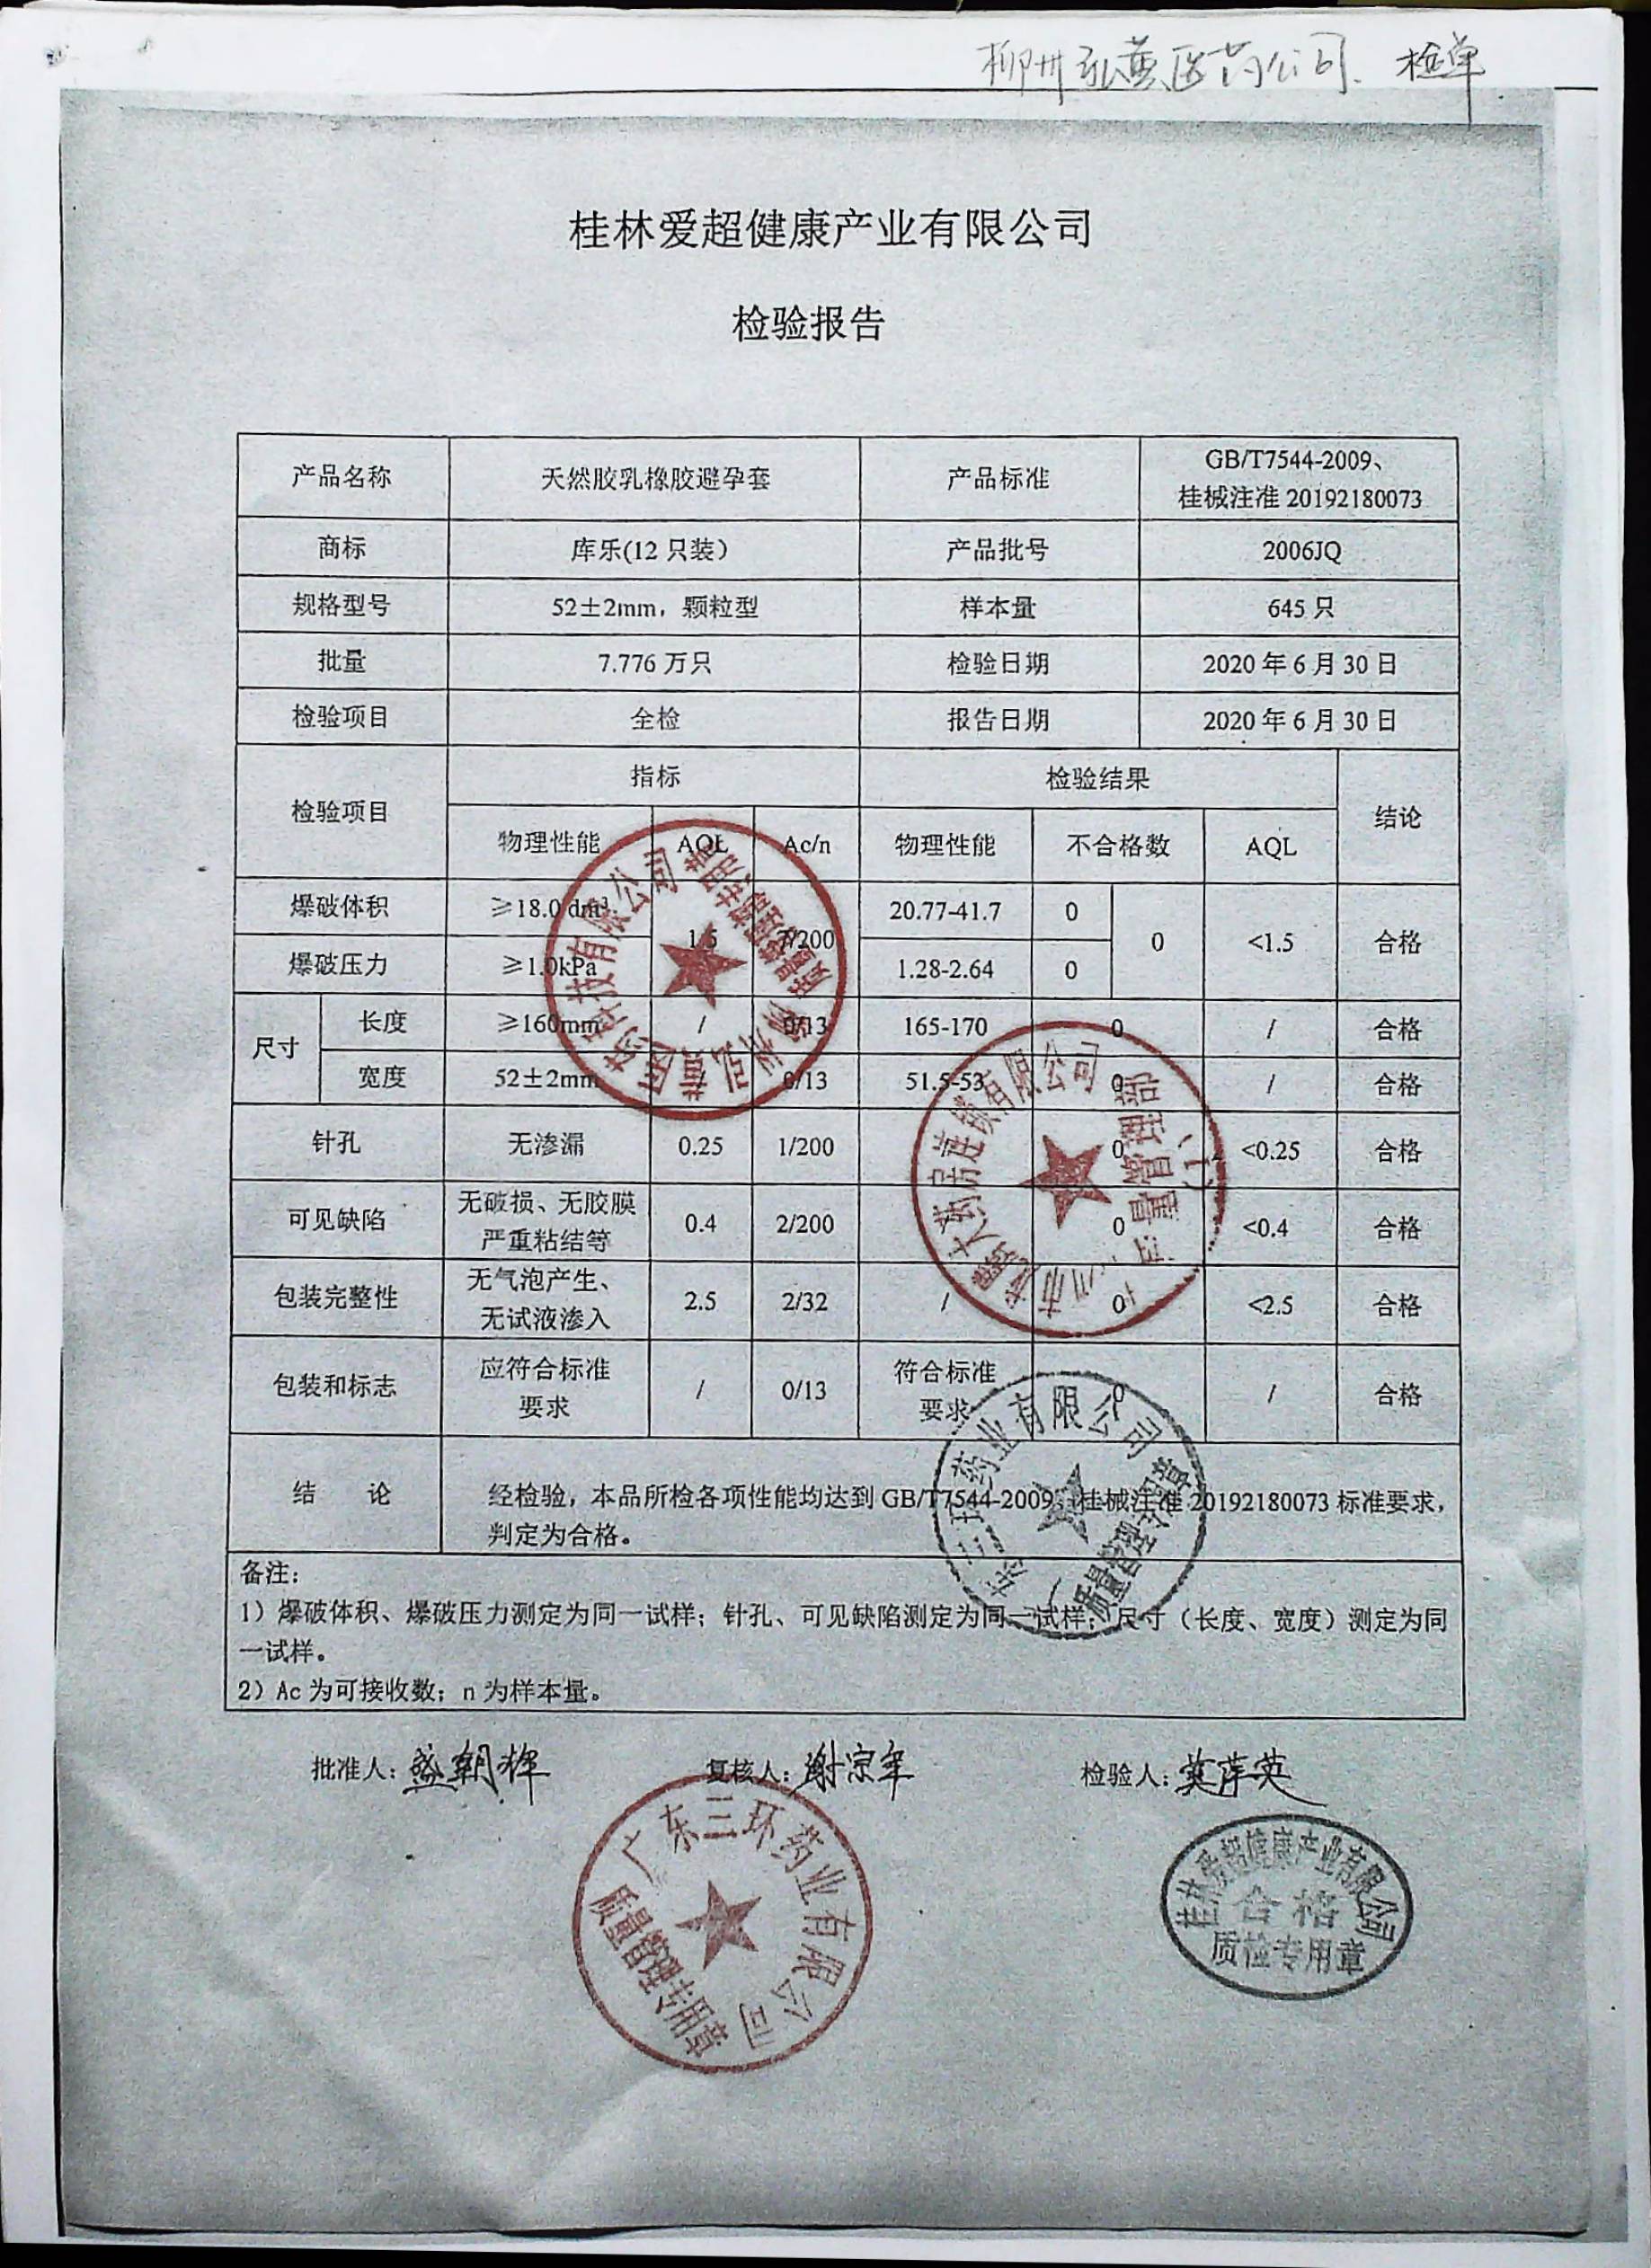 柳州弘黄医药公司、检单
桂林爱超健康产业有限公司
检验报告
产品名称 天然胶乳橡胶避孕套 产品标准 GB/T7544-2009、
桂械注准 20192180073
商标 库乐(12 只装） 产品批号 2006JQ
规格型号 52±2mm，颗粒型 样本量 645 只
批量 7.776 万只 检验日期 2020 年 6 月 30 日
检验项目 全检 报告日期 2020 年 6 月 30 日
检验项目 指标 检验结果 结论
物理性能 AQL Ac/n 物理性能 不合格数 AQL
爆破体积 ≥18.0 dm³ 1.5 7/200 20.77-41.7 0 0 <1.5 合格
爆破压力 ≥1.0kPa 1.28-2.64 0
尺寸 长度 ≥160mm / 0/13 165-170 0 / 合格
宽度 52±2mm / 0/13 51.5-53 0 / 合格
针孔 无渗漏 0.25 1/200 0 <0.25 合格
可见缺陷 无破损、无胶膜
严重粘结等 0.4 2/200 0 <0.4 合格
包装完整性 无气泡产生、
无试液渗入 2.5 2/32 / 0 <2.5 合格
包装和标志 应符合标准
要求 / 0/13 符合标准
要求 0 / 合格
结 论 经检验，本品所检各项性能均达到 GB/T7544-2009、桂械注准 20192180073 标准要求，
判定为合格。
备注：
1）爆破体积、爆破压力测定为同一试样；针孔、可见缺陷测定为同一试样；尺寸（长度、宽度）测定为同
一试样。
2）Ac 为可接收数；n 为样本量。
批准人：盛朝辉 复核人：谢宗年 检验人：莫萍英
广东三环药业有限公司
质量管理专用章
桂林爱超健康产业有限公司
合格
质检专用章